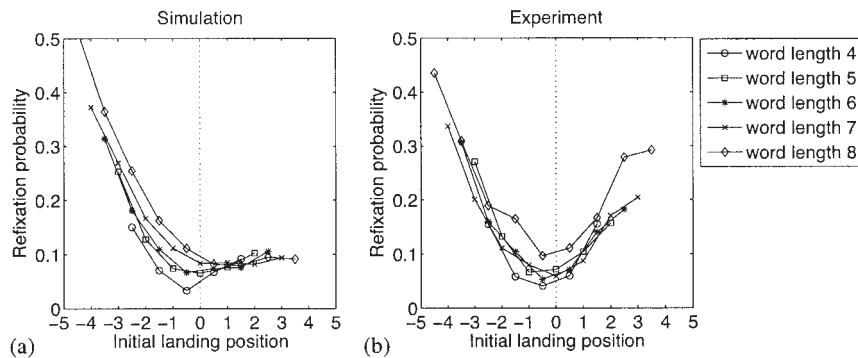 Simulation
Experiment
0.5
0.4
0.3
0.2
0.1
0
Refixation probability
−5 −4 −3 −2 −1 0 1 2 3 4 5
Initial landing position
(a)
0.5
0.4
0.3
0.2
0.1
0
Refixation probability
−5 −4 −3 −2 −1 0 1 2 3 4 5
Initial landing position
(b)
word length 4
word length 5
word length 6
word length 7
word length 8